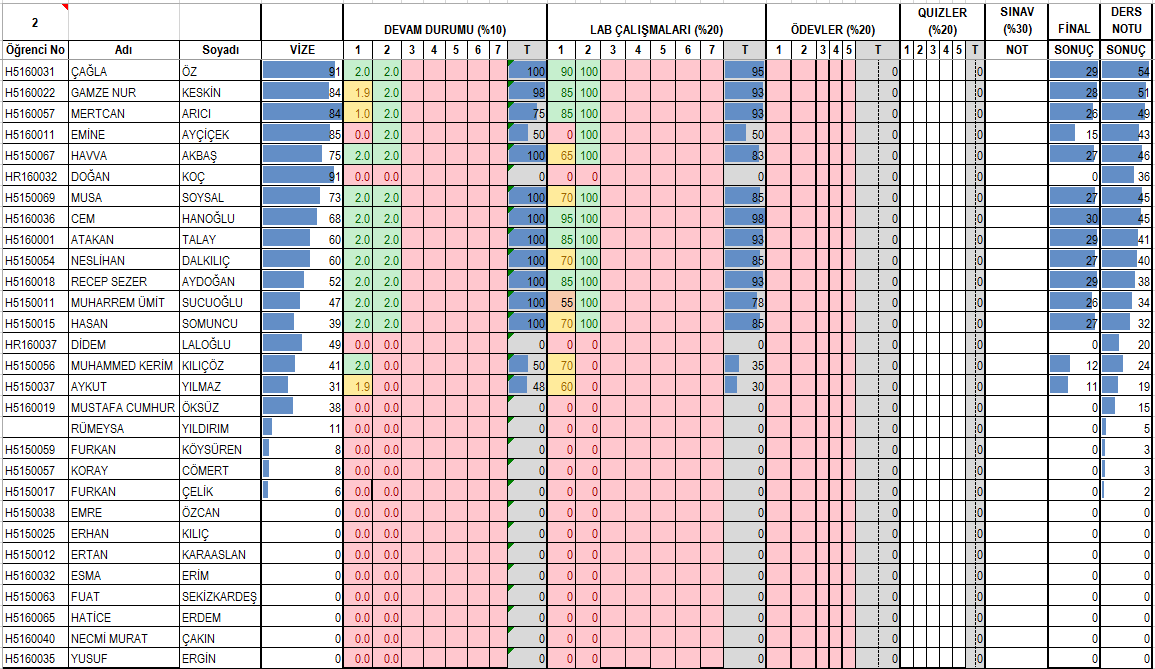 2 DEVAM DURUMU (%10) LAB ÇALIŞMALARI (%20) ÖDEVLER (%20) QUIZLER (%20) SINAV (%30) FİNAL DERS NOTU
Öğrenci No Adı Soyadı VİZE 1 2 3 4 5 6 7 T 1 2 3 4 5 6 7 T 1 2 3 4 5 T 1 2 3 4 5 T NOT SONUÇ SONUÇ
H5160031 ÇAĞLA ÖZ 91 2.0 2.0 100 90 100 95 0 0 29 54
H5160022 GAMZE NUR KESKİN 84 1.9 2.0 98 85 100 93 0 0 28 51
H5160057 MERTCAN ARICI 84 1.0 2.0 75 85 100 93 0 0 26 49
H5160011 EMİNE AYÇİÇEK 85 0.0 2.0 50 0 100 50 0 0 15 43
H5150067 HAVVA AKBAŞ 75 2.0 2.0 100 65 100 83 0 0 27 46
HR160032 DOĞAN KOÇ 91 0.0 0.0 0 0 0 0 0 0 0 36
H5150069 MUSA SOYSAL 73 2.0 2.0 100 70 100 85 0 0 27 45
H5160036 CEM HANOĞLU 68 2.0 2.0 100 95 100 98 0 0 30 45
H5160001 ATAKAN TALAY 60 2.0 2.0 100 85 100 93 0 0 29 41
H5150054 NESLİHAN DALKILIÇ 60 2.0 2.0 100 70 100 85 0 0 27 40
H5160018 RECEP SEZER AYDOĞAN 52 2.0 2.0 100 85 100 93 0 0 29 38
H5150011 MUHARREM ÜMİT SUCUOĞLU 47 2.0 2.0 100 55 100 78 0 0 26 34
H5150015 HASAN SOMUNCU 39 2.0 2.0 100 70 100 85 0 0 27 32
HR160037 DİDEM LALOĞLU 49 0.0 0.0 0 0 0 0 0 0 0 20
H5150056 MUHAMMED KERİM KILIÇÖZ 41 2.0 0.0 50 70 0 35 0 0 12 24
H5150037 AYKUT YILMAZ 31 1.9 0.0 48 60 0 30 0 0 11 19
H5160019 MUSTAFA CUMHUR ÖKSÜZ 38 0.0 0.0 0 0 0 0 0 0 0 15
RÜMEYSA YILDIRIM 11 0.0 0.0 0 0 0 0 0 0 0 5
H5150059 FURKAN KÖYSÜREN 8 0.0 0.0 0 0 0 0 0 0 0 3
H5150057 KORAY CÖMERT 8 0.0 0.0 0 0 0 0 0 0 0 3
H5150017 FURKAN ÇELİK 6 0.0 0.0 0 0 0 0 0 0 0 2
H5150038 EMRE ÖZCAN 0 0.0 0.0 0 0 0 0 0 0 0 0
H5150025 ERHAN KILIÇ 0 0.0 0.0 0 0 0 0 0 0 0 0
H5150012 ERTAN KARAASLAN 0 0.0 0.0 0 0 0 0 0 0 0 0
H5160032 ESMA ERİM 0 0.0 0.0 0 0 0 0 0 0 0 0
H5150063 FUAT SEKİZKARDEŞ 0 0.0 0.0 0 0 0 0 0 0 0 0
H5160065 HATİCE ERDEM 0 0.0 0.0 0 0 0 0 0 0 0 0
H5160040 NECMİ MURAT ÇAKIN 0 0.0 0.0 0 0 0 0 0 0 0 0
H5160035 YUSUF ERGİN 0 0.0 0.0 0 0 0 0 0 0 0 0